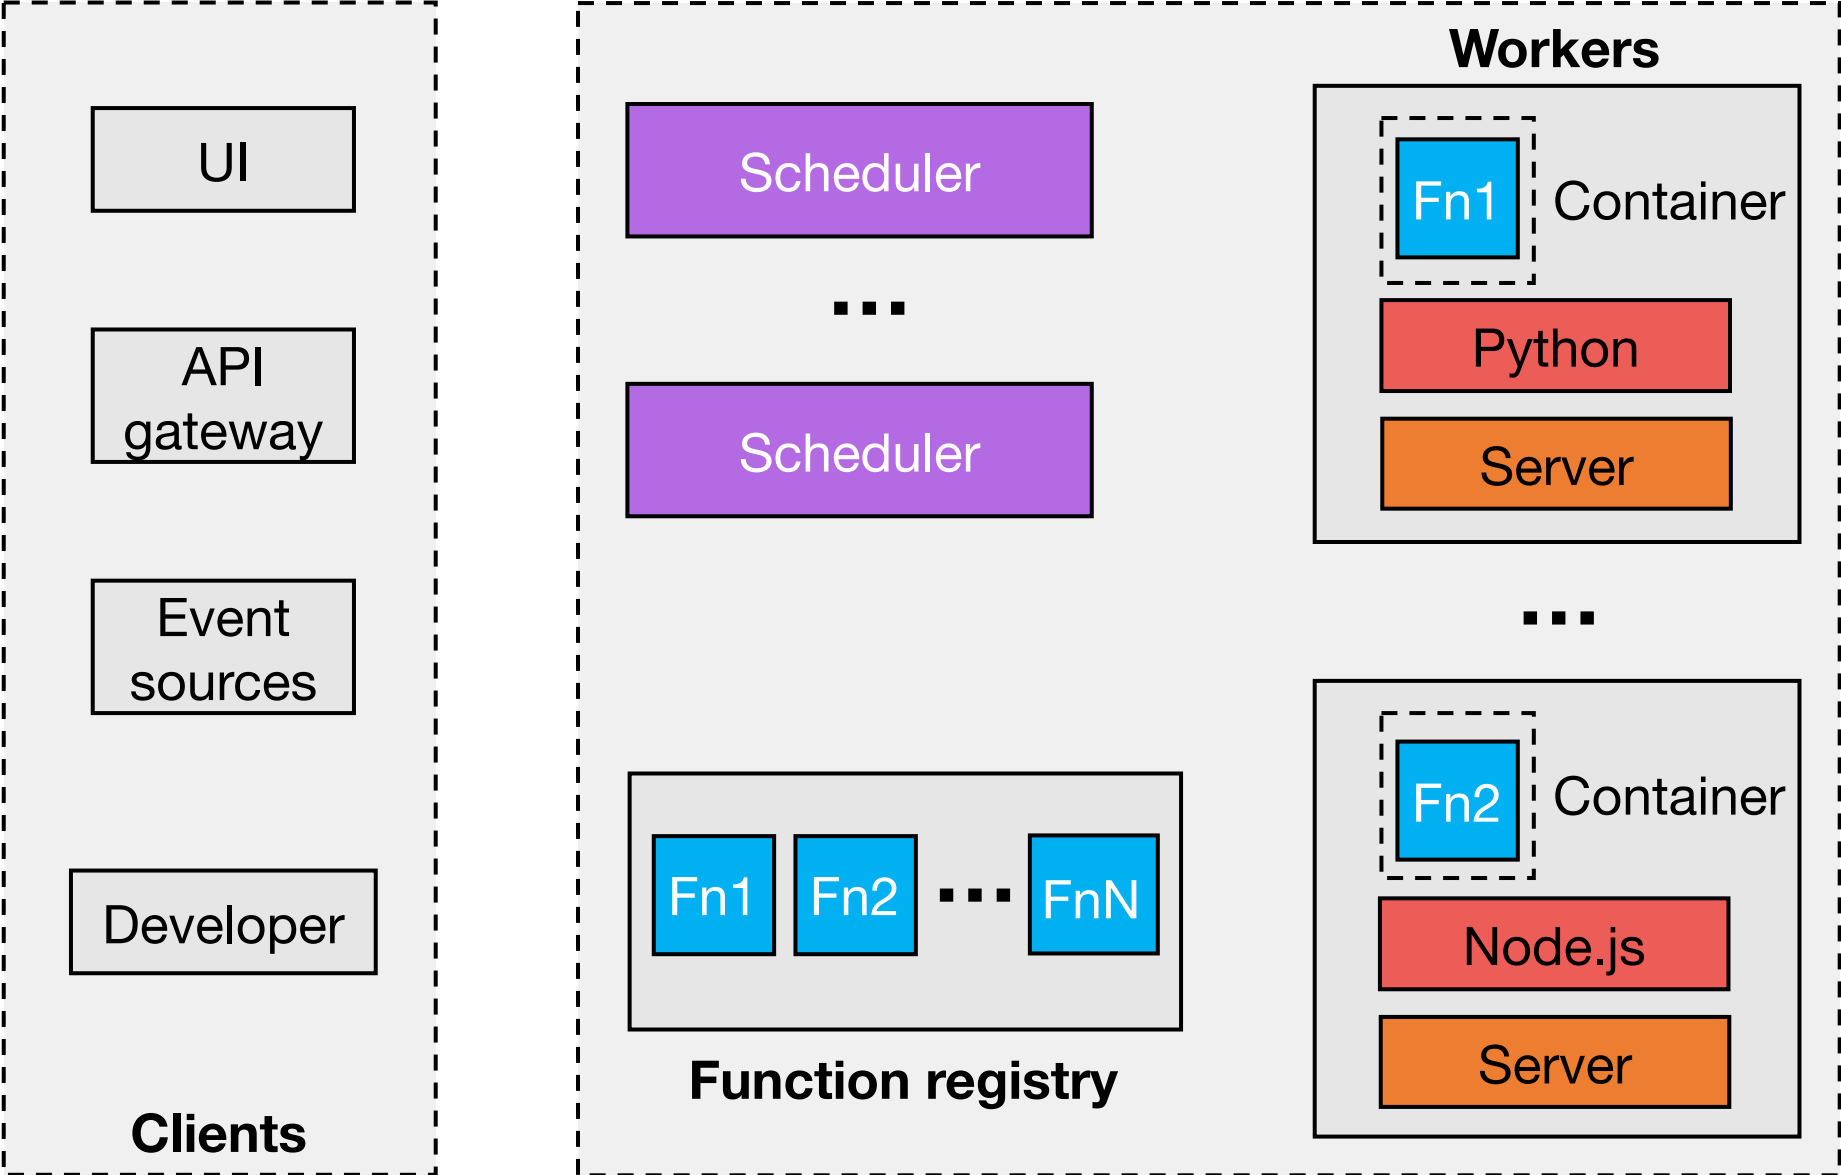 UI
API
gateway
Event
sources
Developer
Clients
Scheduler
...
Scheduler
Fn1
Fn2
...
FnN
Function registry
Workers
Fn1
Container
Python
Server
...
Fn2
Container
Node.js
Server